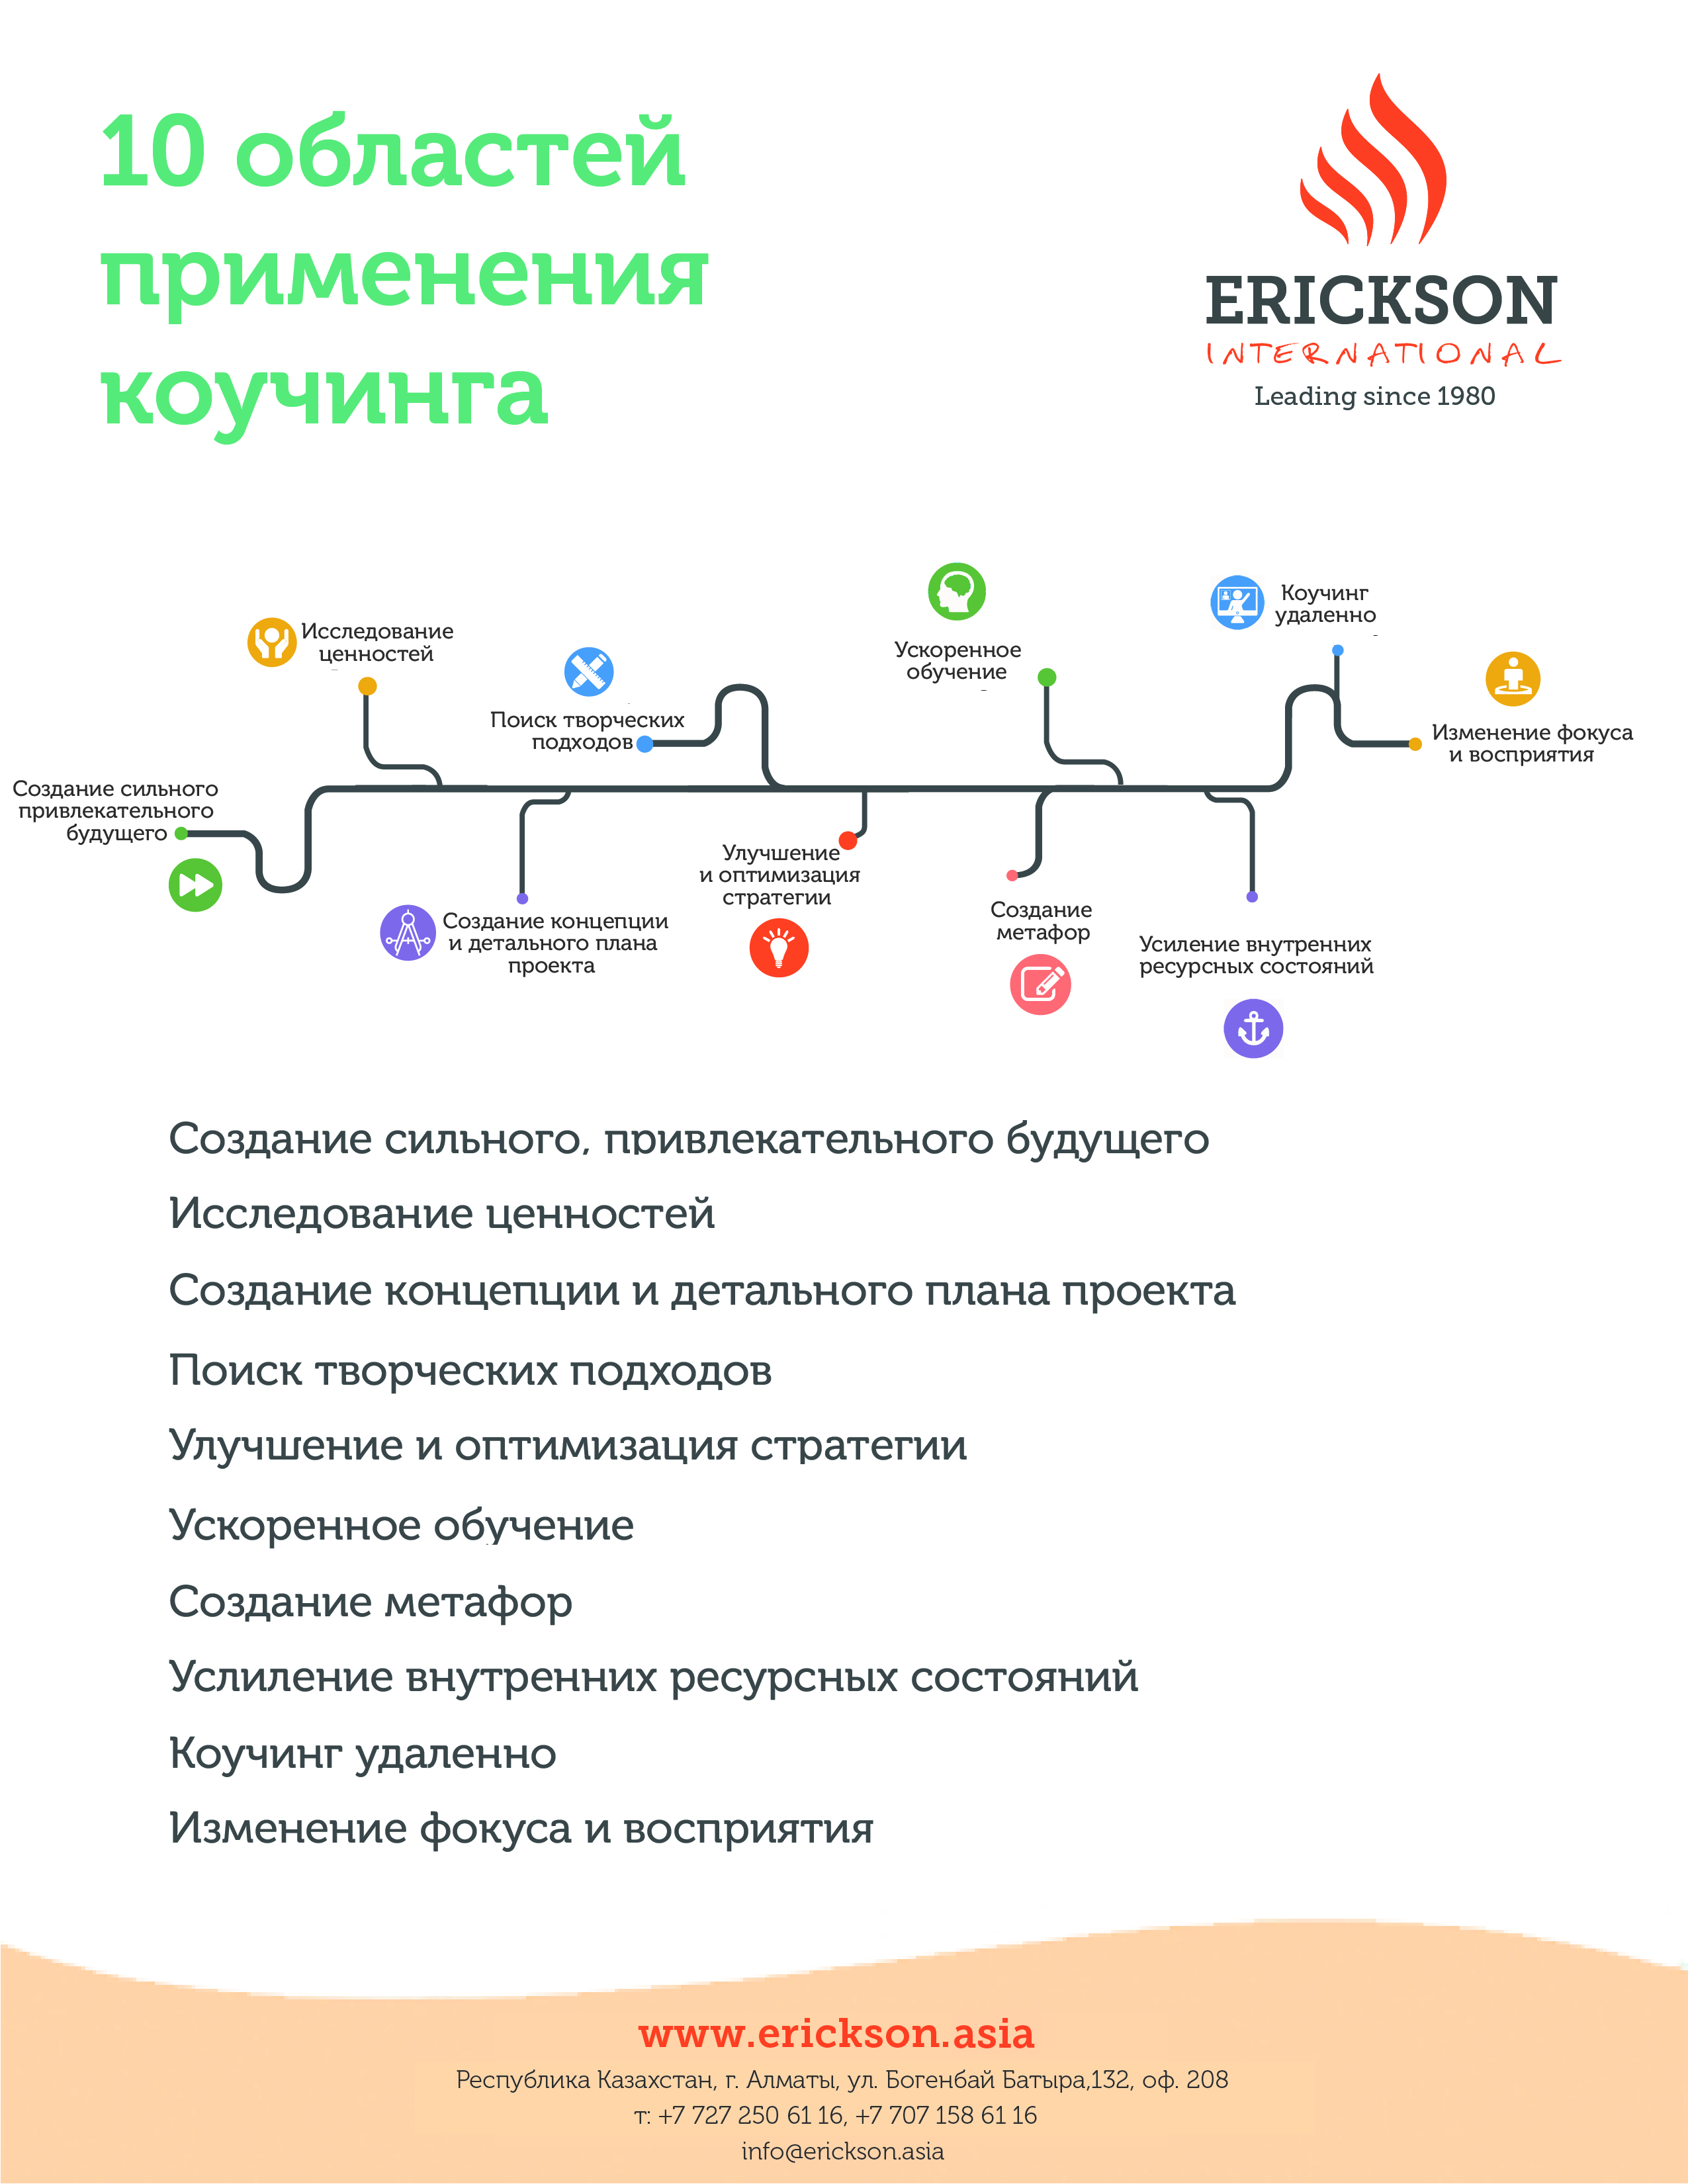 10 областей
применения
коучинга
ERICKSON
INTERNATIONAL
Leading since 1980
Исследование
ценностей
Поиск творческих
подходов
Ускоренное
обучение
Коучинг
удаленно
Изменение фокуса
и восприятия
Создание сильного
привлекательного
будущего
Создание концепции
и детального плана
проекта
Улучшение
и оптимизация
стратегии
Создание
метафор
Усиление внутренних
ресурсных состояний
Создание сильного, привлекательного будущего
Исследование ценностей
Создание концепции и детального плана проекта
Поиск творческих подходов
Улучшение и оптимизация стратегии
Ускоренное обучение
Создание метафор
Услиление внутренних ресурсных состояний
Коучинг удаленно
Изменение фокуса и восприятия
www.erickson.asia
Республика Казахстан, г. Алматы, ул. Богенбай Батыра,132, оф. 208
т: +7 727 250 61 16, +7 707 158 61 16
info@erickson.asia